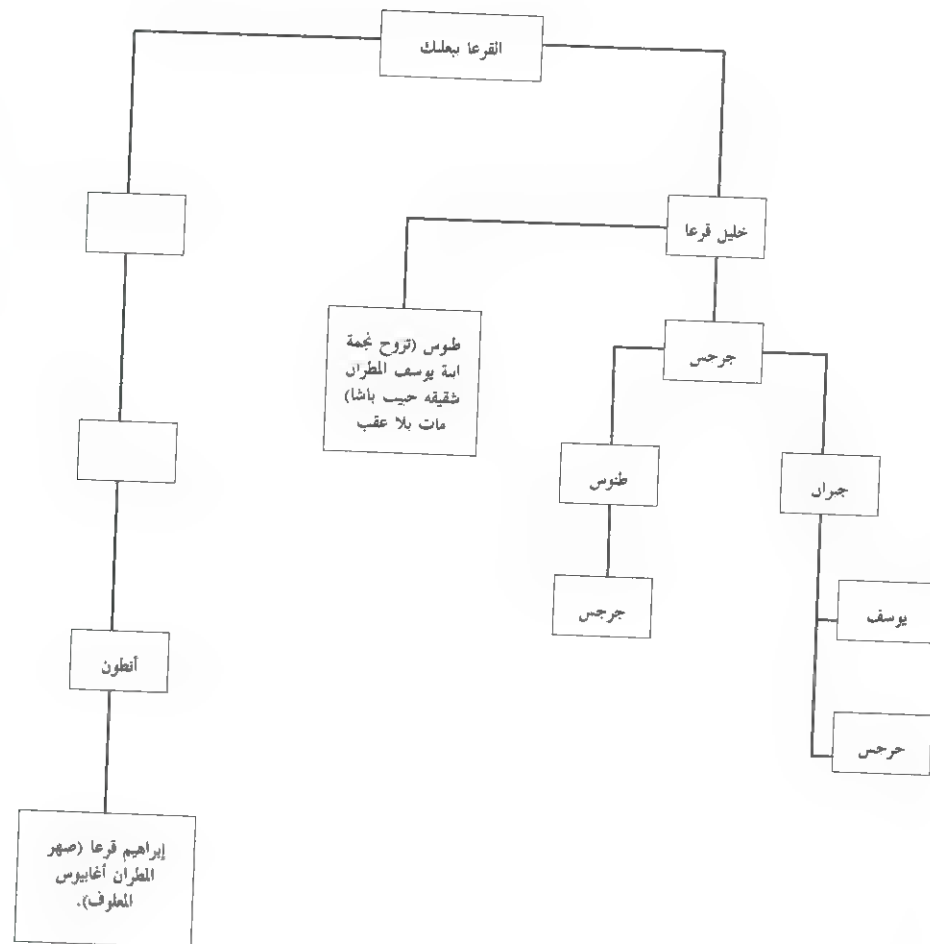 القرعا ببعلبك
خليل قرعا
جرجس
طنوس (تزوج نجمة
ابنة يوسف المطران
شقيقه حبيب باشا)
مات بلا عقب
طنوس
جبران
جرجس
يوسف
جرجس
أنطون
إبراهيم قرعا (صهر
المطران أغابيوس
المعلوف).